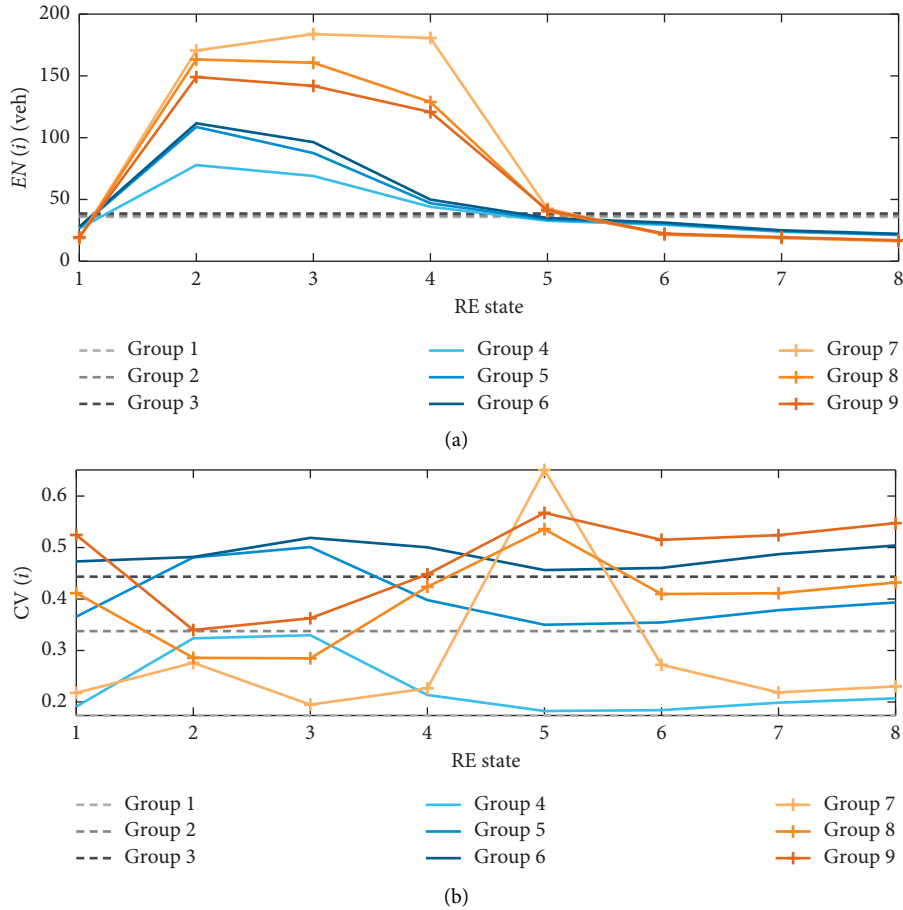 200
150
100
50
0
EN (i) (veh)
1 2 3 4 5 6 7 8
RE state
Group 1 Group 4 Group 7
Group 2 Group 5 Group 8
Group 3 Group 6 Group 9
(a)
0.6
0.5
0.4
0.3
0.2
CV (i)
1 2 3 4 5 6 7 8
RE state
Group 1 Group 4 Group 7
Group 2 Group 5 Group 8
Group 3 Group 6 Group 9
(b)